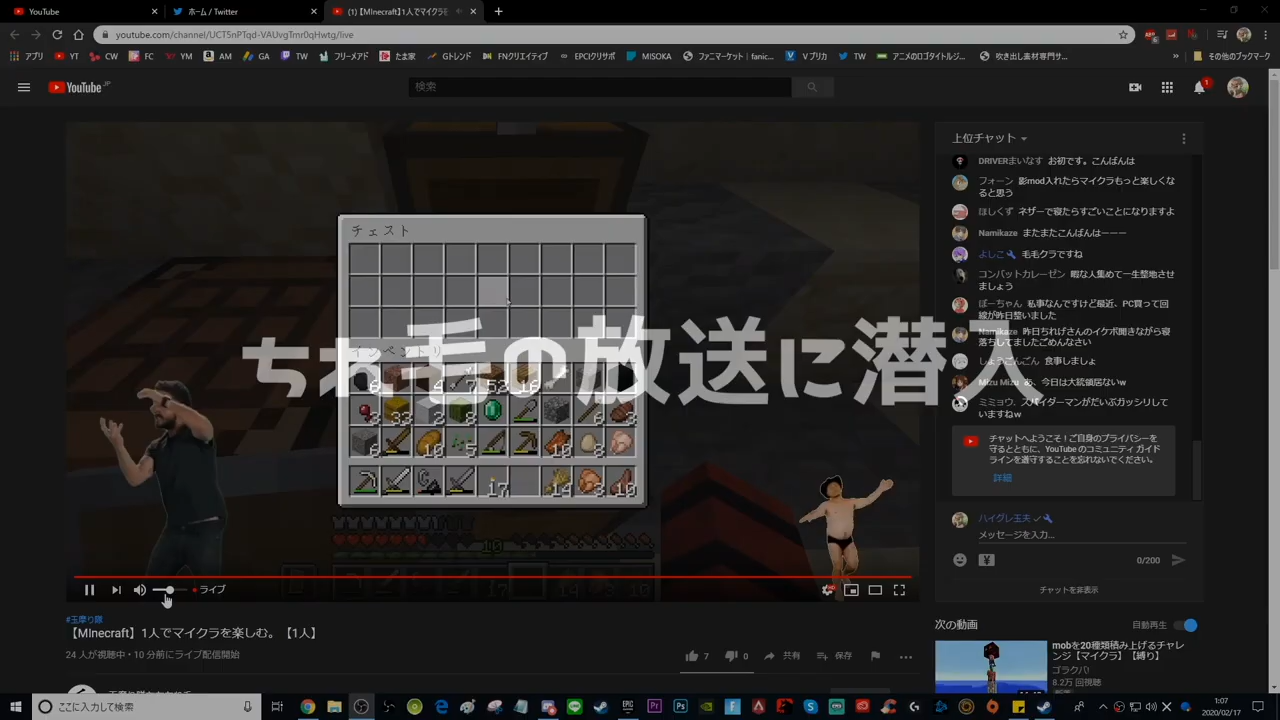 YouTube
ホーム / Twitter
(1) 【MInecraft】1人でマイクラを
youtube.com/channel/UCT5nPTqd-VAUvgTmr0qHwtg/live
アプリ YT CW FC YM AM GA TW フリーメアド たま家 Gトレンド FNクリエイティブ EPCIクリサポ MISOKA ファニマーケット | fanic... Vプリカ TW アニメのロゴタイトルジ... 吹き出し素材専門サ... » その他のブックマーク
YouTube JP
検索
1
チェスト
インベントリ
ちれ毛の放送に潜入
ライブ
#玉摩り隊
【MInecraft】1人でマイクラを楽しむ。【1人】
24 人が視聴中・10 分前にライブ配信開始
7 0 共有 保存
上位チャット
DRIVERまいなす お初です。こんばんは
フォーン 影mod入れたらマイクラもっと楽しくな
ると思う
ほしくず ネザーで寝たらすごいことになりますよ
Namikaze またまたこんばんはーーー
よしこ 毛毛クラですね
コンバットカレーゼン 暇な人集めて一生整地させ
ましょう
ぼーちゃん 私事なんですけど最近、PC買って回
線が昨日整いました
Namikaze 昨日ちれげさんのイケボ聞きながら寝
落ちしてましたごめんなさい
しょうごんごん 食事しましょ
Mizu Mizu あ、今日は大統領居ないw
ミミョウ. スパイダーマンがだいぶガッシリして
いますねw
チャットへようこそ！ご自身のプライバシーを
守るとともに、YouTube のコミュニティ ガイド
ラインを遵守することを忘れないでください。
詳細
ハイグレ玉夫
メッセージを入力...
0/200
チャットを非表示
次の動画
自動再生
mobを20種類積み上げるチャレ
ンジ【マイクラ】【縛り】
ゴラクバ！
8.2万 回視聴
ここに入力して検索
1:07
2020/02/17